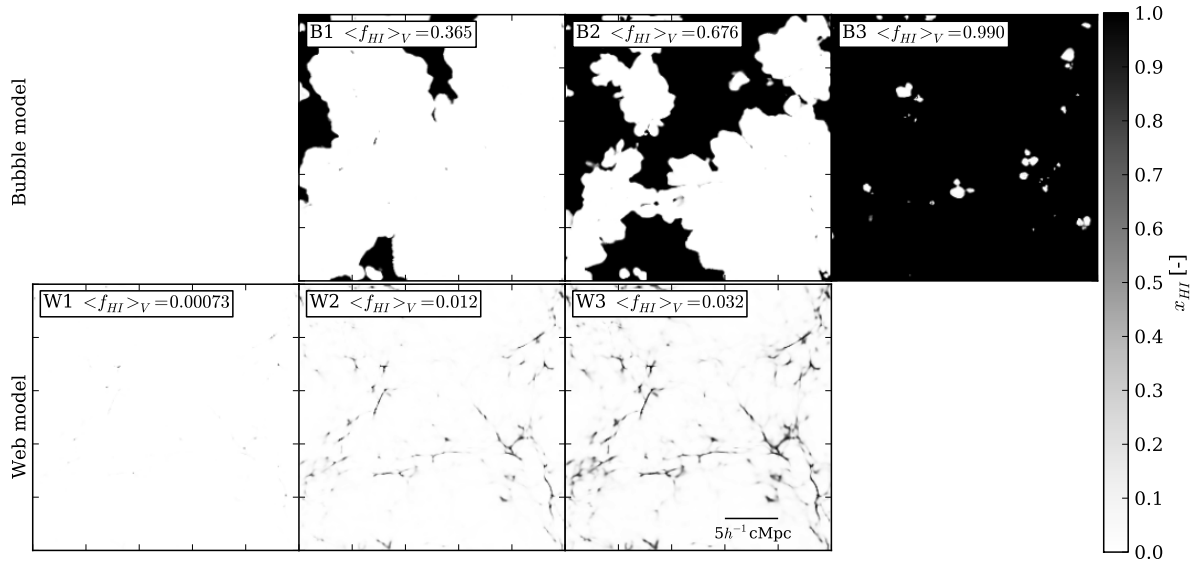 Bubble model
B1 <f_HI>_V=0.365
B2 <f_HI>_V=0.676
B3 <f_HI>_V=0.990
Web model
W1 <f_HI>_V=0.00073
W2 <f_HI>_V=0.012
W3 <f_HI>_V=0.032
5h⁻¹cMpc
1.0
0.9
0.8
0.7
0.6
0.5
0.4
0.3
0.2
0.1
0.0
x_HI [-]